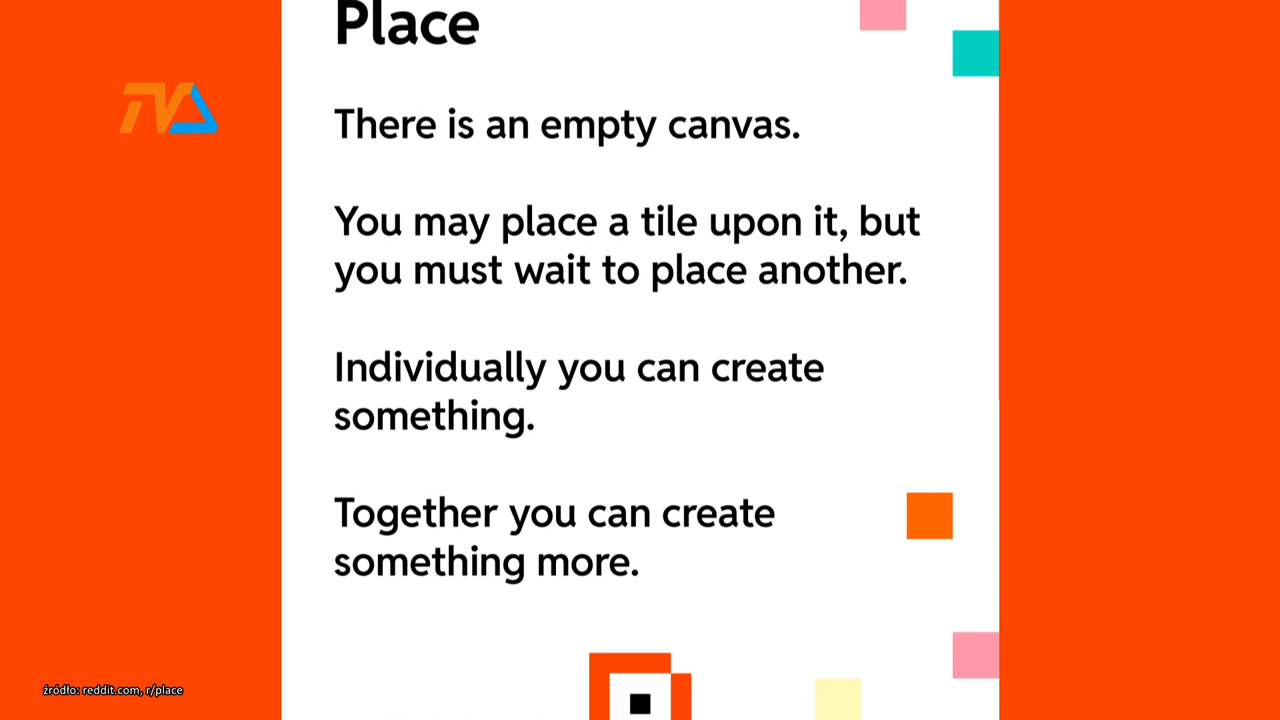 Place
TVA
There is an empty canvas.
You may place a tile upon it, but
you must wait to place another.
Individually you can create
something.
Together you can create
something more.
źródło: reddit.com, r/place